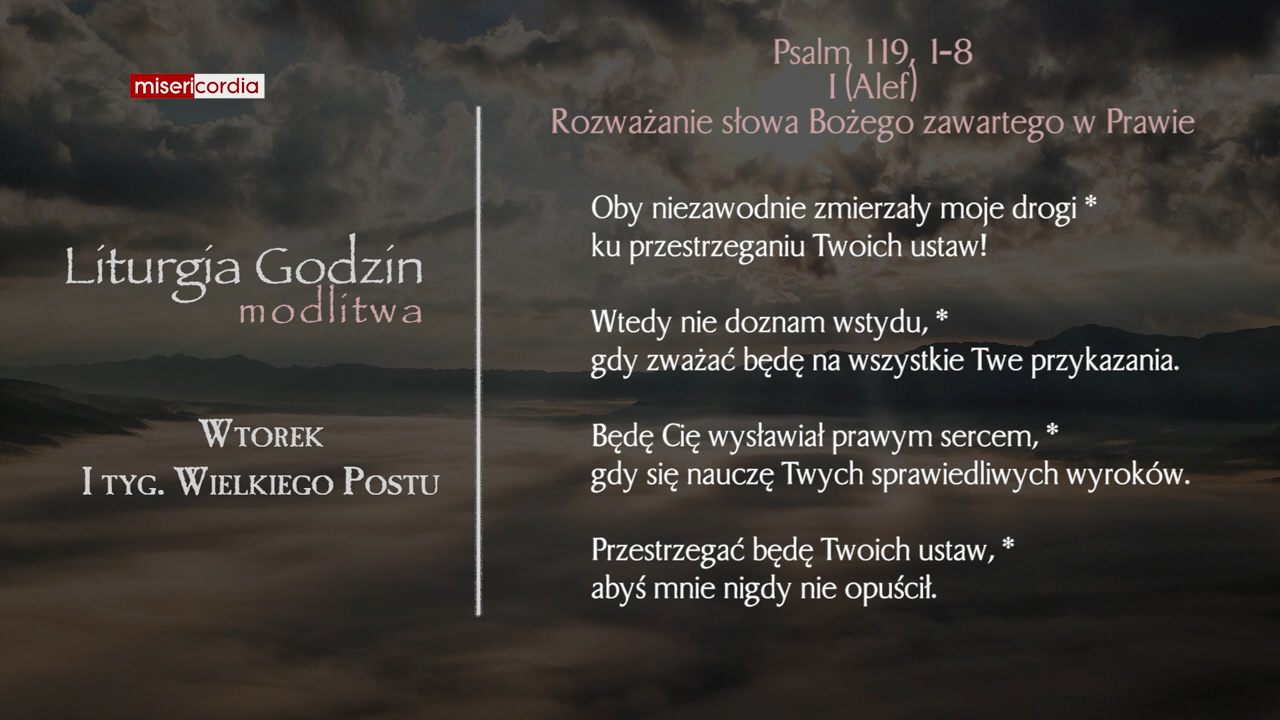 misericordia
Liturgia Godzin
modlitwa
Wtorek
I tyg. Wielkiego Postu
Psalm 119, 1-8
I (Alef)
Rozważanie słowa Bożego zawartego w Prawie
Oby niezawodnie zmierzały moje drogi *
ku przestrzeganiu Twoich ustaw!
Wtedy nie doznam wstydu, *
gdy zważać będę na wszystkie Twe przykazania.
Będę Cię wysławiał prawym sercem, *
gdy się nauczę Twych sprawiedliwych wyroków.
Przestrzegać będę Twoich ustaw, *
abyś mnie nigdy nie opuścił.